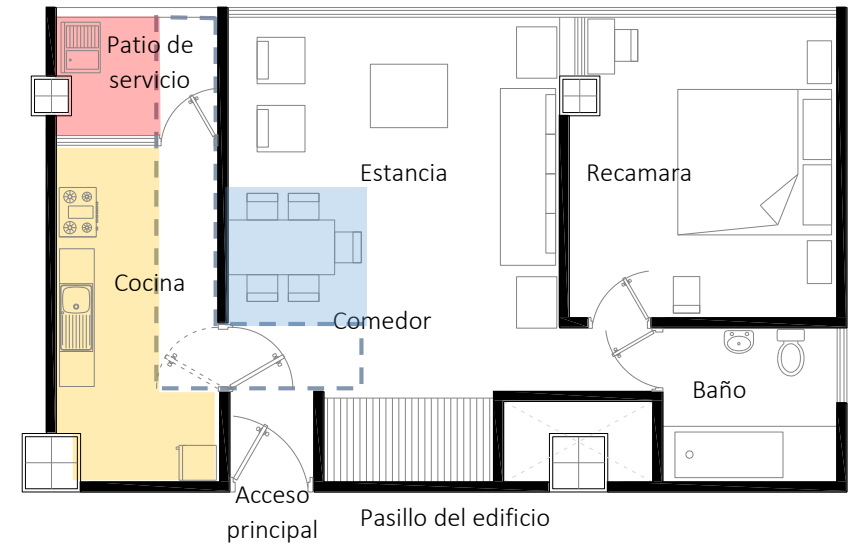 Patio de
servicio
Estancia
Recamara
Cocina
Comedor
Baño
Acceso
principal
Pasillo del edificio